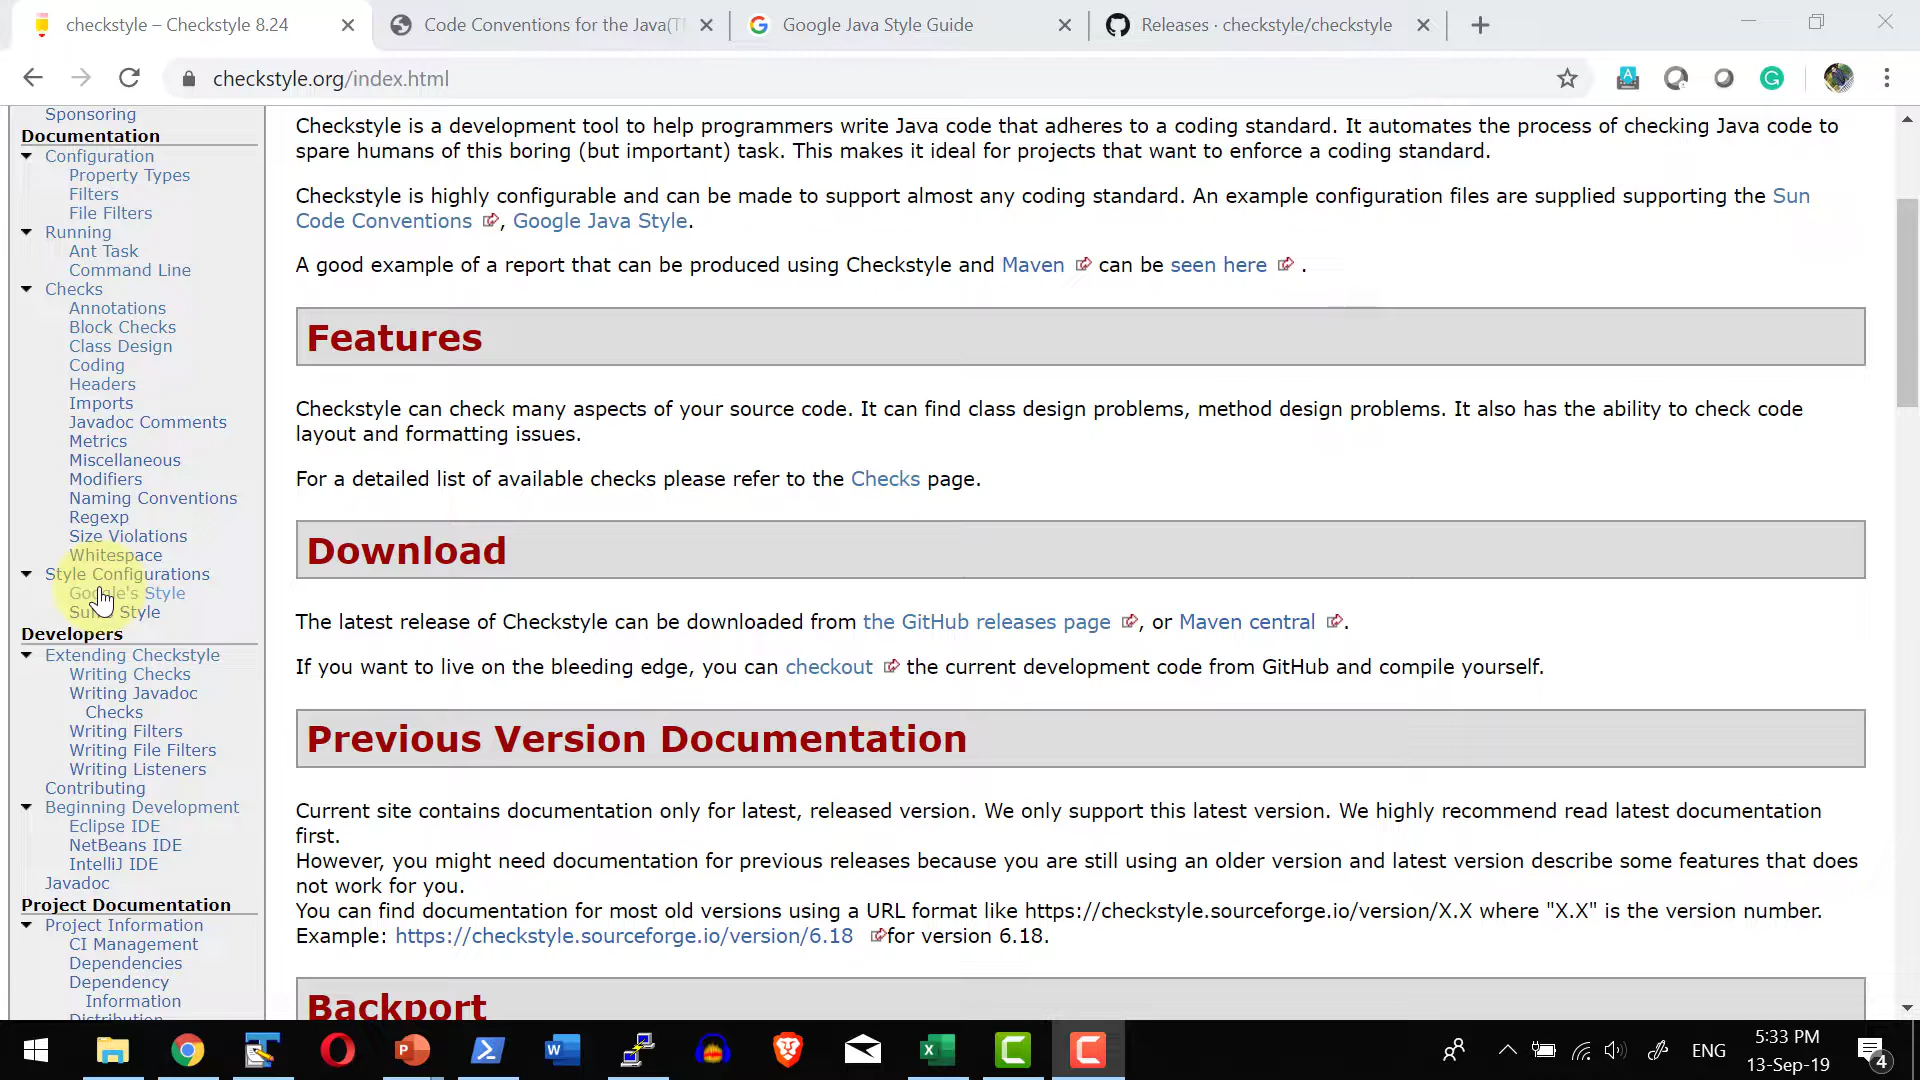 checkstyle – Checkstyle 8.24
Code Conventions for the Java(T
Google Java Style Guide
Releases · checkstyle/checkstyle
checkstyle.org/index.html
Sponsoring
Documentation
Configuration
Property Types
Filters
File Filters
Running
Ant Task
Command Line
Checks
Annotations
Block Checks
Class Design
Coding
Headers
Imports
Javadoc Comments
Metrics
Miscellaneous
Modifiers
Naming Conventions
Regexp
Size Violations
Whitespace
Style Configurations
Google's Style
Sun's Style
Developers
Extending Checkstyle
Writing Checks
Writing Javadoc
Checks
Writing Filters
Writing File Filters
Writing Listeners
Contributing
Beginning Development
Eclipse IDE
NetBeans IDE
IntelliJ IDE
Javadoc
Project Documentation
Project Information
CI Management
Dependencies
Dependency
Information
Distribution
Checkstyle is a development tool to help programmers write Java code that adheres to a coding standard. It automates the process of checking Java code to
spare humans of this boring (but important) task. This makes it ideal for projects that want to enforce a coding standard.
Checkstyle is highly configurable and can be made to support almost any coding standard. An example configuration files are supplied supporting the Sun
Code Conventions , Google Java Style.
A good example of a report that can be produced using Checkstyle and Maven can be seen here .
Features
Checkstyle can check many aspects of your source code. It can find class design problems, method design problems. It also has the ability to check code
layout and formatting issues.
For a detailed list of available checks please refer to the Checks page.
Download
The latest release of Checkstyle can be downloaded from the GitHub releases page , or Maven central .
If you want to live on the bleeding edge, you can checkout the current development code from GitHub and compile yourself.
Previous Version Documentation
Current site contains documentation only for latest, released version. We only support this latest version. We highly recommend read latest documentation
first.
However, you might need documentation for previous releases because you are still using an older version and latest version describe some features that does
not work for you.
You can find documentation for most old versions using a URL format like https://checkstyle.sourceforge.io/version/X.X where "X.X" is the version number.
Example: https://checkstyle.sourceforge.io/version/6.18 for version 6.18.
Backport
ENG
5:33 PM
13-Sep-19
4